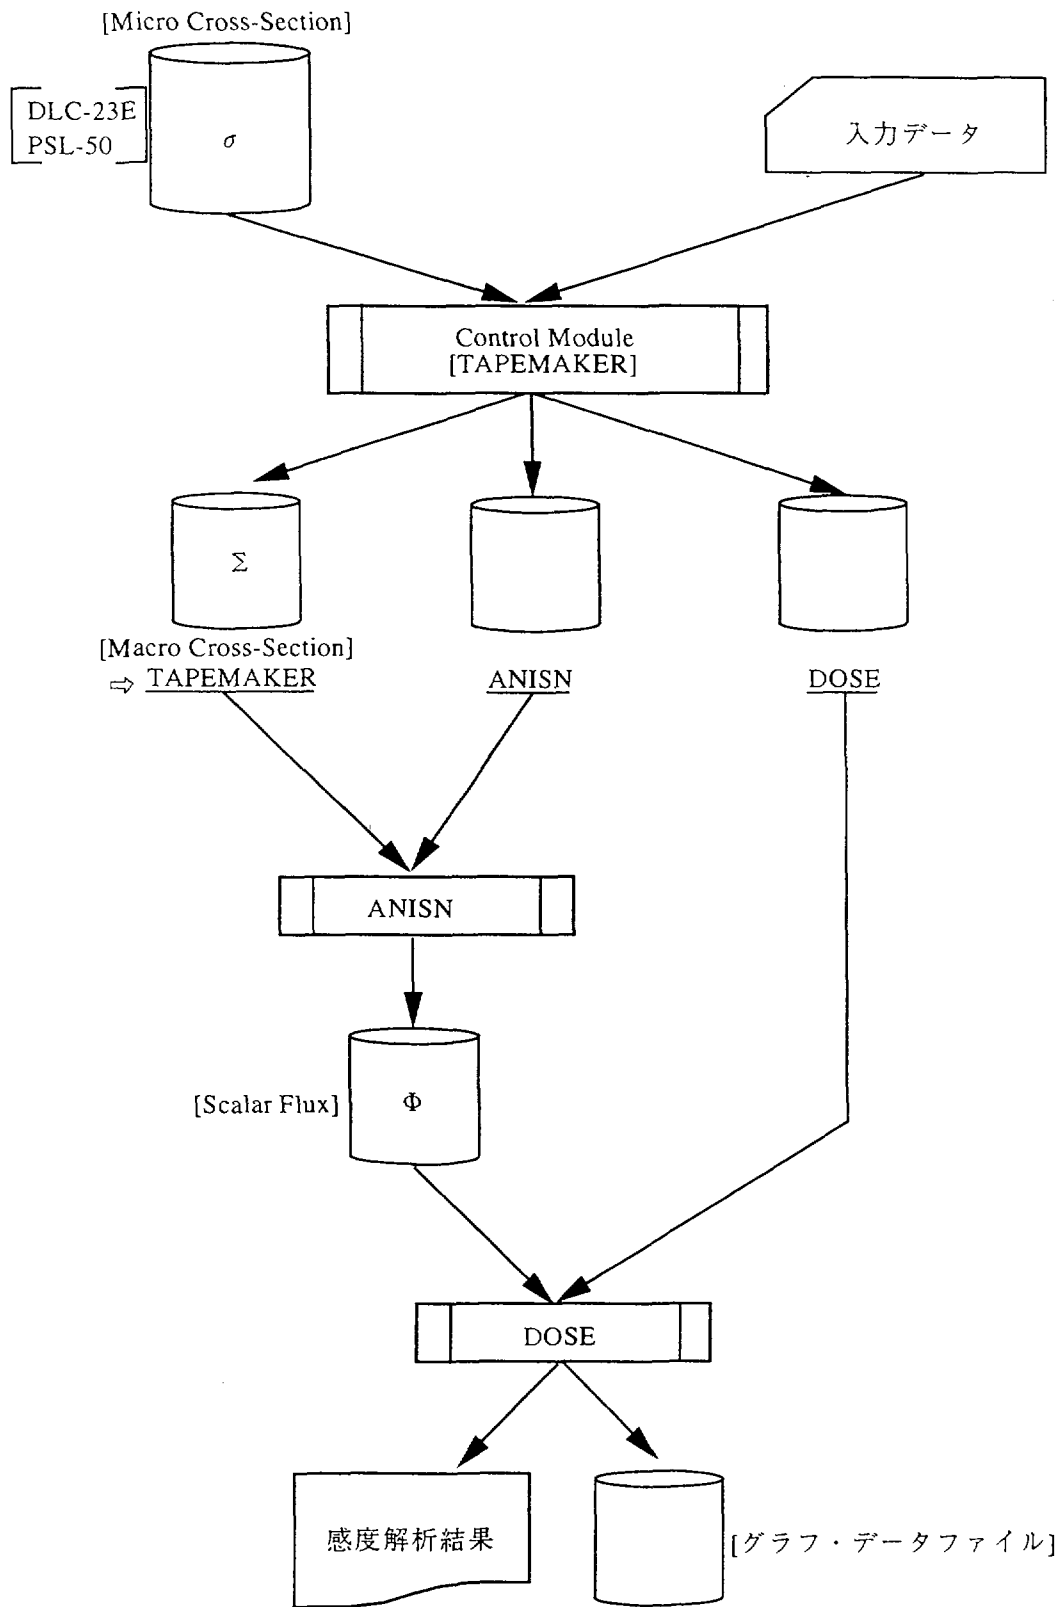 [Micro Cross-Section]
DLC-23E
PSL-50
σ
入力データ
Control Module
[TAPEMAKER]
Σ
[Macro Cross-Section]
⇨ TAPEMAKER
ANISN
DOSE
ANISN
[Scalar Flux]
Φ
DOSE
感度解析結果
[グラフ・データファイル]